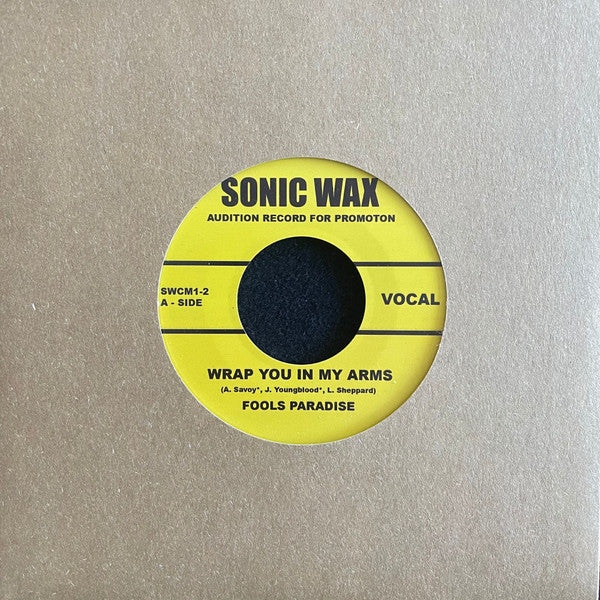 SONIC WAX
AUDITION RECORD FOR PROMOTON
SWCM1-2
A - SIDE
VOCAL
WRAP YOU IN MY ARMS
(A. Savoy*, J. Youngblood*, L. Sheppard)
FOOLS PARADISE